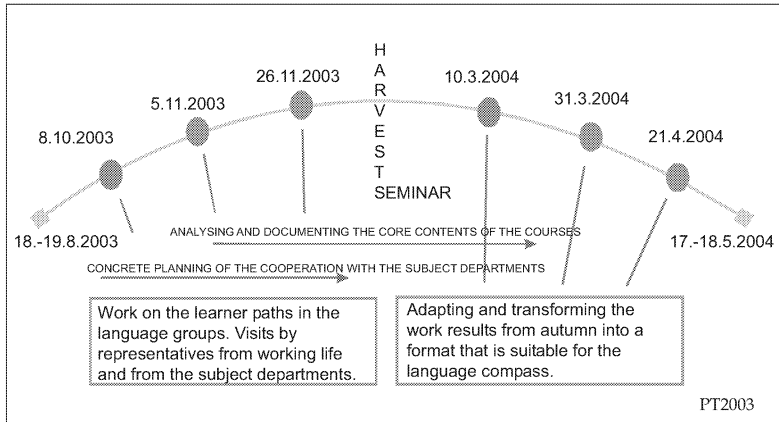 HARVEST
SEMINAR
26.11.2003
10.3.2004
5.11.2003
31.3.2004
8.10.2003
21.4.2004
18.-19.8.2003
17.-18.5.2004
ANALYSING AND DOCUMENTING THE CORE CONTENTS OF THE COURSES
CONCRETE PLANNING OF THE COOPERATION WITH THE SUBJECT DEPARTMENTS
Work on the learner paths in the
language groups. Visits by
representatives from working life
and from the subject departments.
Adapting and transforming the
work results from autumn into a
format that is suitable for the
language compass.
PT2003